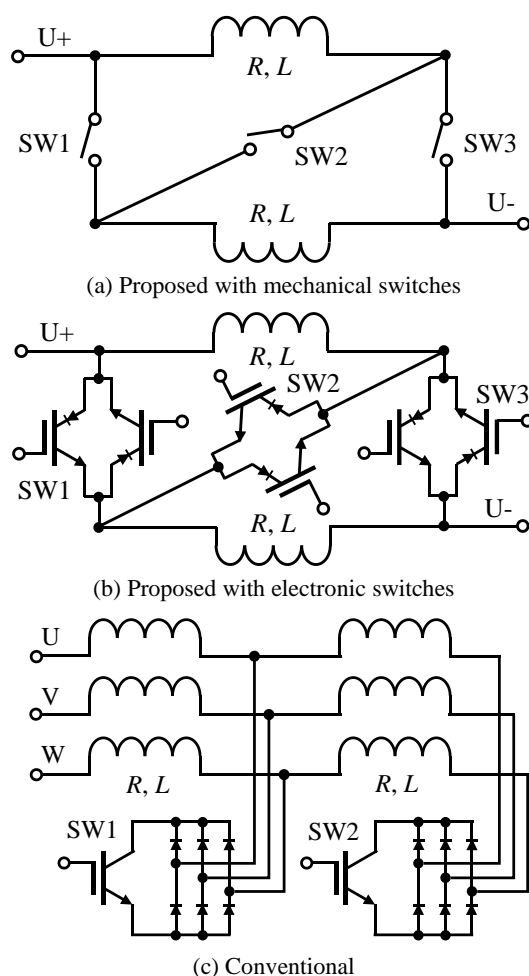 U+
R, L
SW1
SW2
SW3
U-
R, L
(a) Proposed with mechanical switches
U+
R, L
SW2
SW3
SW1
U-
R, L
(b) Proposed with electronic switches
U
V
W
R, L
R, L
SW1
SW2
(c) Conventional